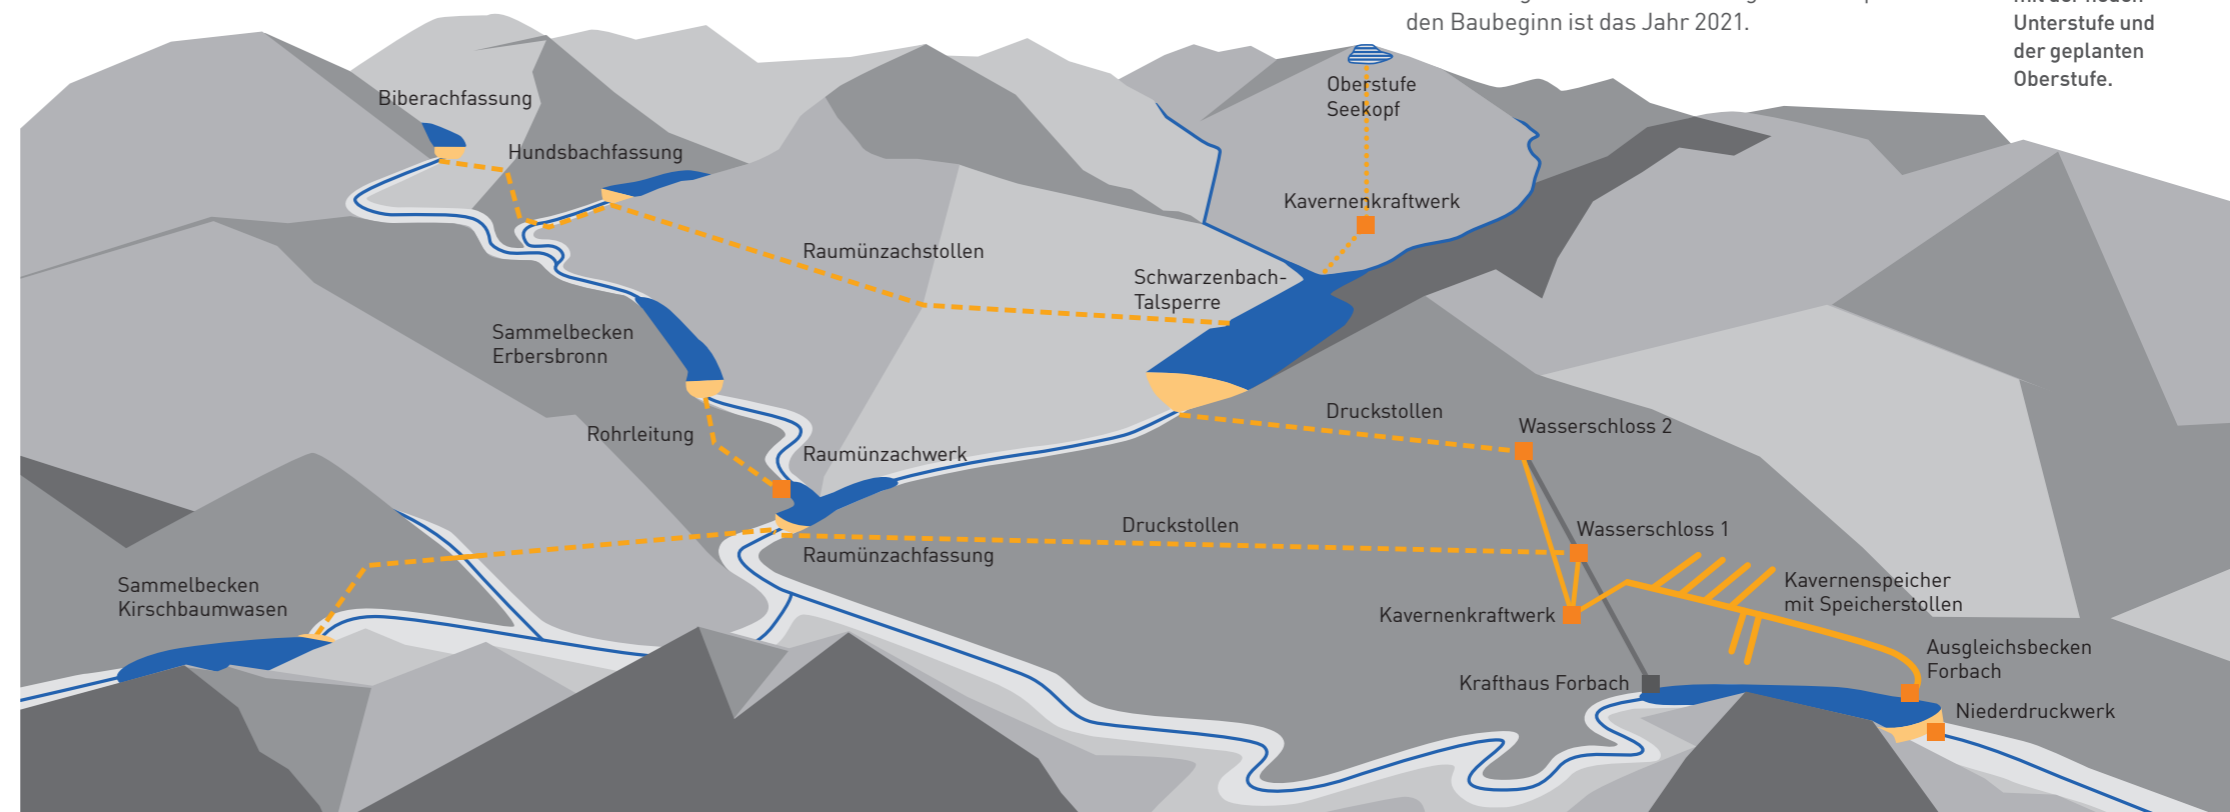 den Baubeginn ist das Jahr 2021.
Unterstufe und
der geplanten
Oberstufe.
Biberachfassung
Oberstufe
Seekopf
Hundsbachfassung
Kavernenkraftwerk
Raumünzachstollen
Schwarzenbach-
Talsperre
Sammelbecken
Erbersbronn
Druckstollen
Wasserschloss 2
Rohrleitung
Raumünzachwerk
Druckstollen
Wasserschloss 1
Raumünzachfassung
Sammelbecken
Kirschbaumwasen
Kavernenspeicher
mit Speicherstollen
Kavernenkraftwerk
Ausgleichsbecken
Forbach
Krafthaus Forbach
Niederdruckwerk